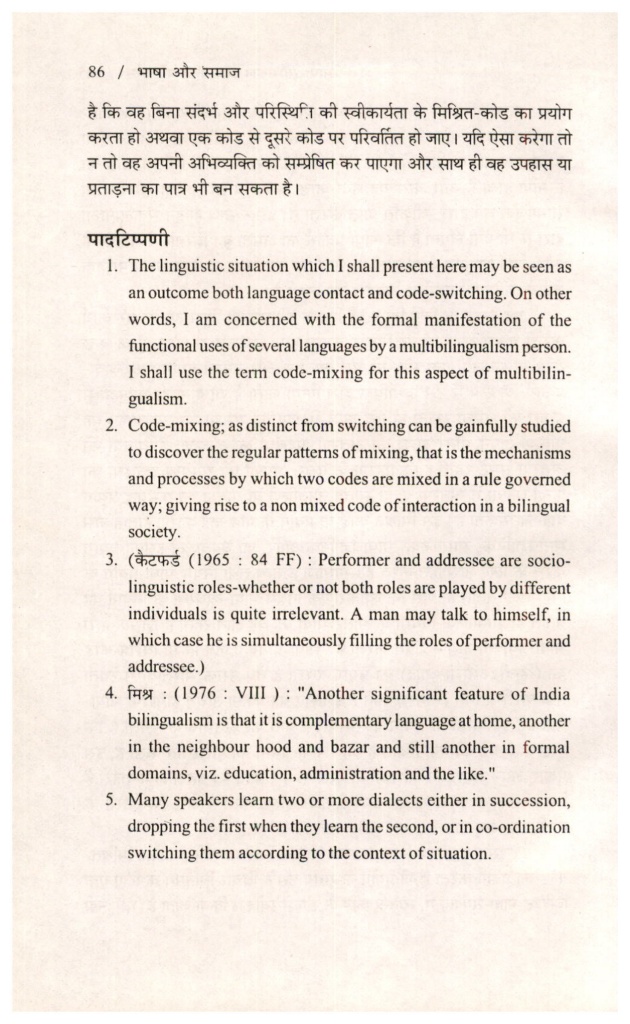 86 / भाषा और समाज
है कि वह बिना संदर्भ और परिस्थिति की स्वीकार्यता के मिश्रित-कोड का प्रयोग
करता हो अथवा एक कोड से दूसरे कोड पर परिवर्तित हो जाए। यदि ऐसा करेगा तो
न तो वह अपनी अभिव्यक्ति को सम्प्रेषित कर पाएगा और साथ ही वह उपहास या
प्रताड़ना का पात्र भी बन सकता है।
पादटिप्पणी
1. The linguistic situation which I shall present here may be seen as
an outcome both language contact and code-switching. On other
words, I am concerned with the formal manifestation of the
functional uses of several languages by a multibilingualism person.
I shall use the term code-mixing for this aspect of multibilin-
gualism.
2. Code-mixing; as distinct from switching can be gainfully studied
to discover the regular patterns of mixing, that is the mechanisms
and processes by which two codes are mixed in a rule governed
way; giving rise to a non mixed code of interaction in a bilingual
society.
3. (कैटफर्ड (1965 : 84 FF) : Performer and addressee are socio-
linguistic roles-whether or not both roles are played by different
individuals is quite irrelevant. A man may talk to himself, in
which case he is simultaneously filling the roles of performer and
addressee.)
4. मिश्र : (1976 : VIII ) : "Another significant feature of India
bilingualism is that it is complementary language at home, another
in the neighbour hood and bazar and still another in formal
domains, viz. education, administration and the like."
5. Many speakers learn two or more dialects either in succession,
dropping the first when they learn the second, or in co-ordination
switching them according to the context of situation.